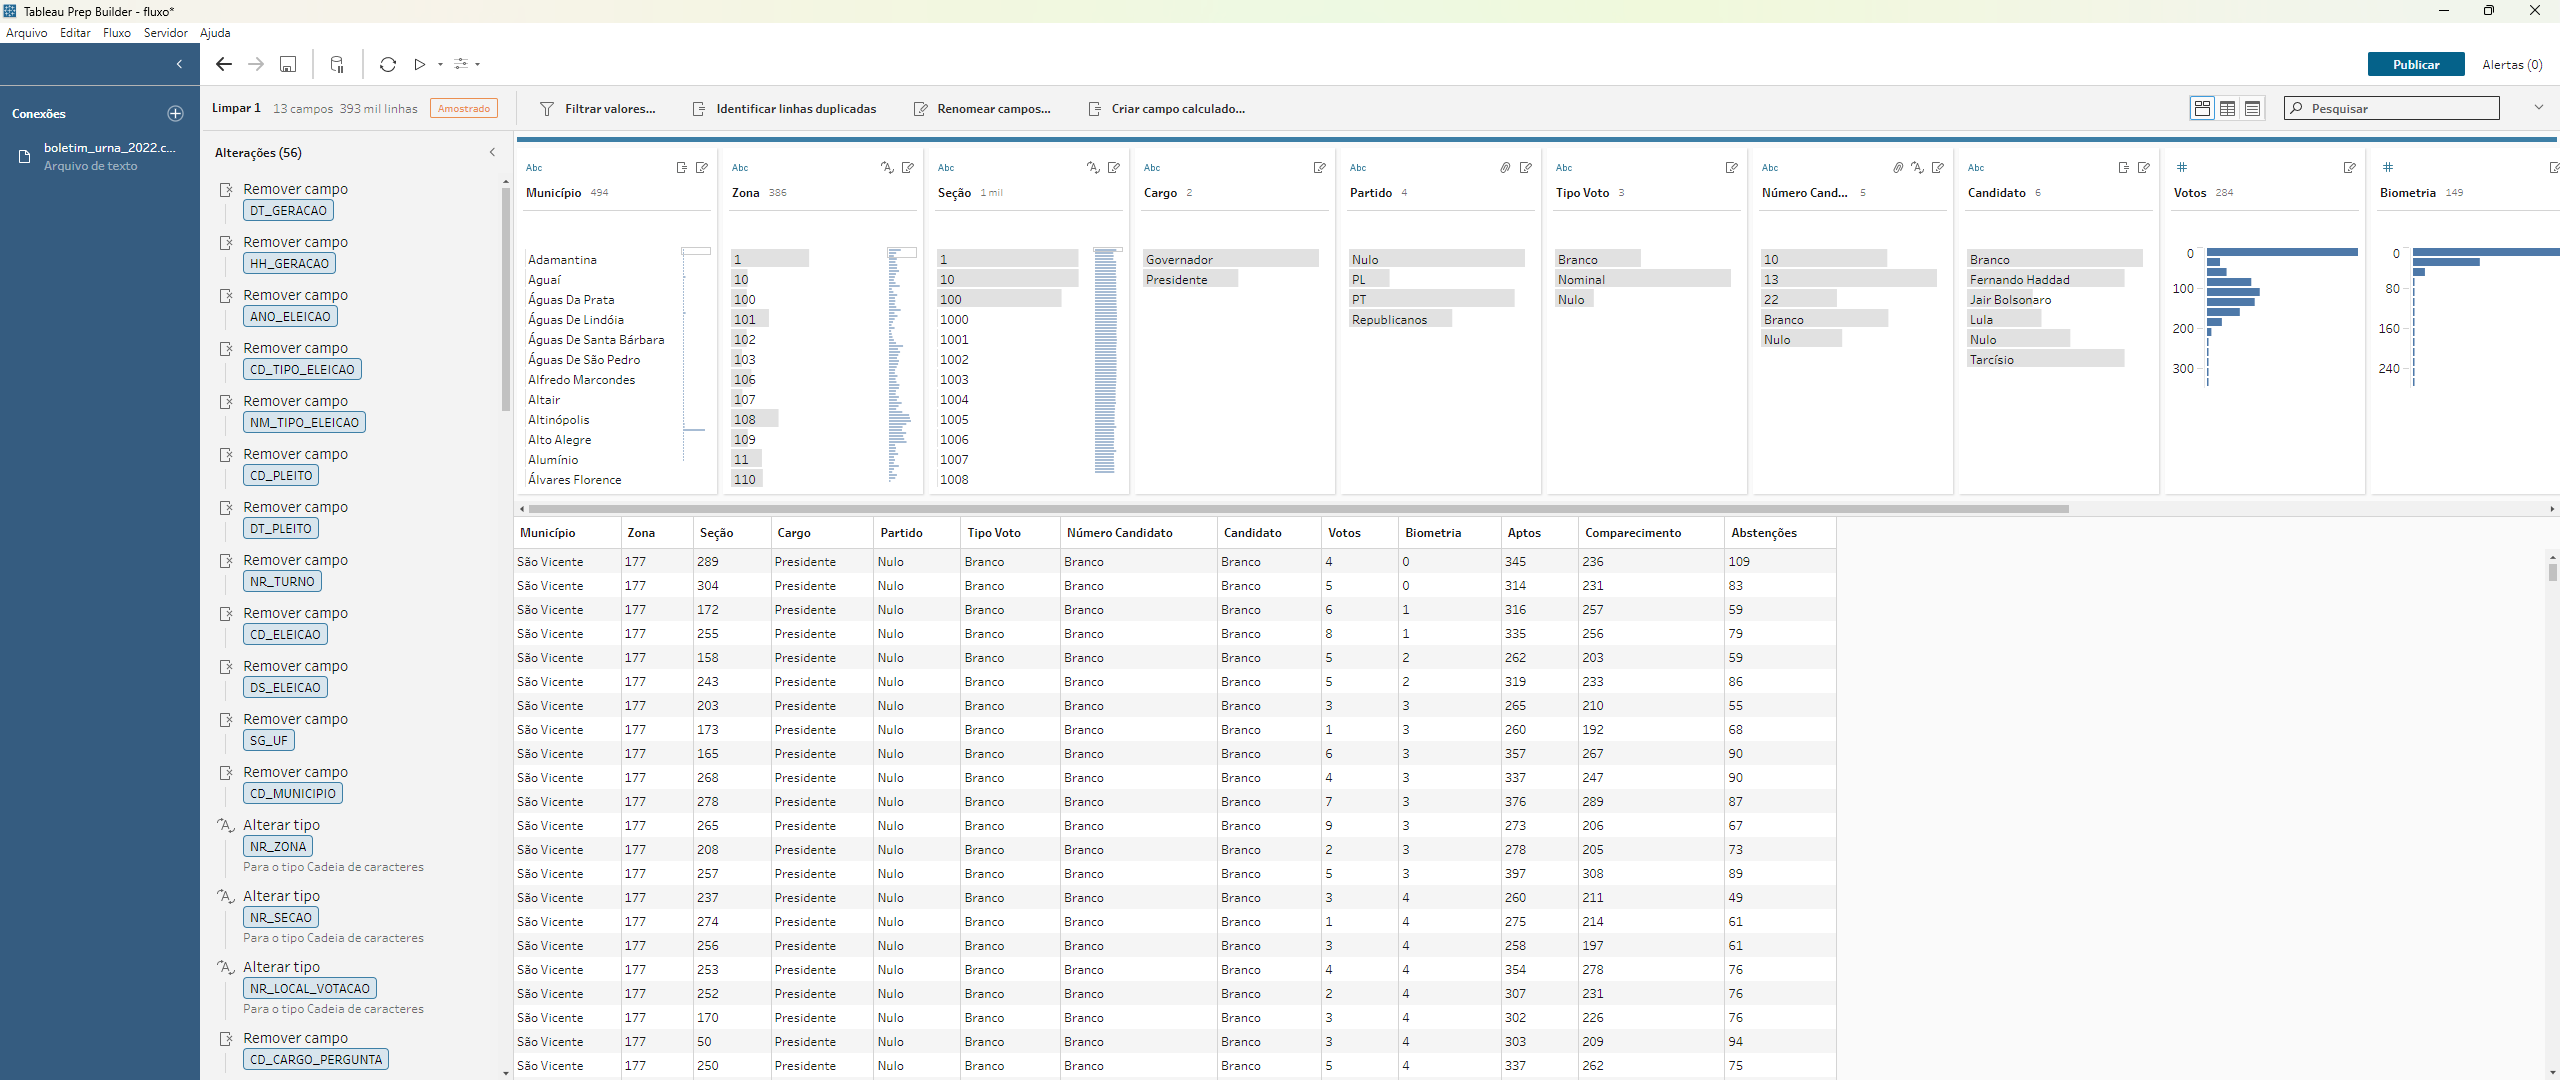 Tableau Prep Builder - fluxo*
Arquivo Editar Fluxo Servidor Ajuda
Publicar Alertas (0)
Conexões
boletim_urna_2022.c...
Arquivo de texto
Limpar 1 13 campos 393 mil linhas Amostrado
Filtrar valores... Identificar linhas duplicadas Renomear campos... Criar campo calculado... Pesquisar
Alterações (56)
Remover campo
DT_GERACAO
Remover campo
HH_GERACAO
Remover campo
ANO_ELEICAO
Remover campo
CD_TIPO_ELEICAO
Remover campo
NM_TIPO_ELEICAO
Remover campo
CD_PLEITO
Remover campo
DT_PLEITO
Remover campo
NR_TURNO
Remover campo
CD_ELEICAO
Remover campo
DS_ELEICAO
Remover campo
SG_UF
Remover campo
CD_MUNICIPIO
Alterar tipo
NR_ZONA
Para o tipo Cadeia de caracteres
Alterar tipo
NR_SECAO
Para o tipo Cadeia de caracteres
Alterar tipo
NR_LOCAL_VOTACAO
Para o tipo Cadeia de caracteres
Remover campo
CD_CARGO_PERGUNTA
Abc
Município 494
Adamantina
Aguaí
Águas Da Prata
Águas De Lindóia
Águas De Santa Bárbara
Águas De São Pedro
Alfredo Marcondes
Altair
Altinópolis
Alto Alegre
Alumínio
Álvares Florence
Abc
Zona 386
1
10
100
101
102
103
106
107
108
109
11
110
Abc
Seção 1 mil
1
10
100
1000
1001
1002
1003
1004
1005
1006
1007
1008
Abc
Cargo 2
Governador
Presidente
Abc
Partido 4
Nulo
PL
PT
Republicanos
Abc
Tipo Voto 3
Branco
Nominal
Nulo
Abc
Número Cand... 5
10
13
22
Branco
Nulo
Abc
Candidato 6
Branco
Fernando Haddad
Jair Bolsonaro
Lula
Nulo
Tarcísio
#
Votos 284
0
100
200
300
#
Biometria 149
0
80
160
240
Município Zona Seção Cargo Partido Tipo Voto Número Candidato Candidato Votos Biometria Aptos Comparecimento Abstenções
São Vicente 177 289 Presidente Nulo Branco Branco Branco 4 0 345 236 109
São Vicente 177 304 Presidente Nulo Branco Branco Branco 5 0 314 231 83
São Vicente 177 172 Presidente Nulo Branco Branco Branco 6 1 316 257 59
São Vicente 177 255 Presidente Nulo Branco Branco Branco 8 1 335 256 79
São Vicente 177 158 Presidente Nulo Branco Branco Branco 5 2 262 203 59
São Vicente 177 243 Presidente Nulo Branco Branco Branco 5 2 319 233 86
São Vicente 177 203 Presidente Nulo Branco Branco Branco 3 3 265 210 55
São Vicente 177 173 Presidente Nulo Branco Branco Branco 1 3 260 192 68
São Vicente 177 165 Presidente Nulo Branco Branco Branco 6 3 357 267 90
São Vicente 177 268 Presidente Nulo Branco Branco Branco 4 3 337 247 90
São Vicente 177 278 Presidente Nulo Branco Branco Branco 7 3 376 289 87
São Vicente 177 265 Presidente Nulo Branco Branco Branco 9 3 273 206 67
São Vicente 177 208 Presidente Nulo Branco Branco Branco 2 3 278 205 73
São Vicente 177 257 Presidente Nulo Branco Branco Branco 5 3 397 308 89
São Vicente 177 237 Presidente Nulo Branco Branco Branco 3 4 260 211 49
São Vicente 177 274 Presidente Nulo Branco Branco Branco 1 4 275 214 61
São Vicente 177 256 Presidente Nulo Branco Branco Branco 3 4 258 197 61
São Vicente 177 253 Presidente Nulo Branco Branco Branco 4 4 354 278 76
São Vicente 177 252 Presidente Nulo Branco Branco Branco 2 4 307 231 76
São Vicente 177 170 Presidente Nulo Branco Branco Branco 3 4 302 226 76
São Vicente 177 50 Presidente Nulo Branco Branco Branco 3 4 303 209 94
São Vicente 177 250 Presidente Nulo Branco Branco Branco 5 4 337 262 75